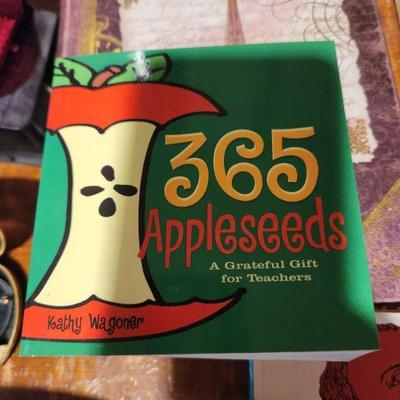 365
Appleseeds
A Grateful Gift
for Teachers
Kathy Wagoner